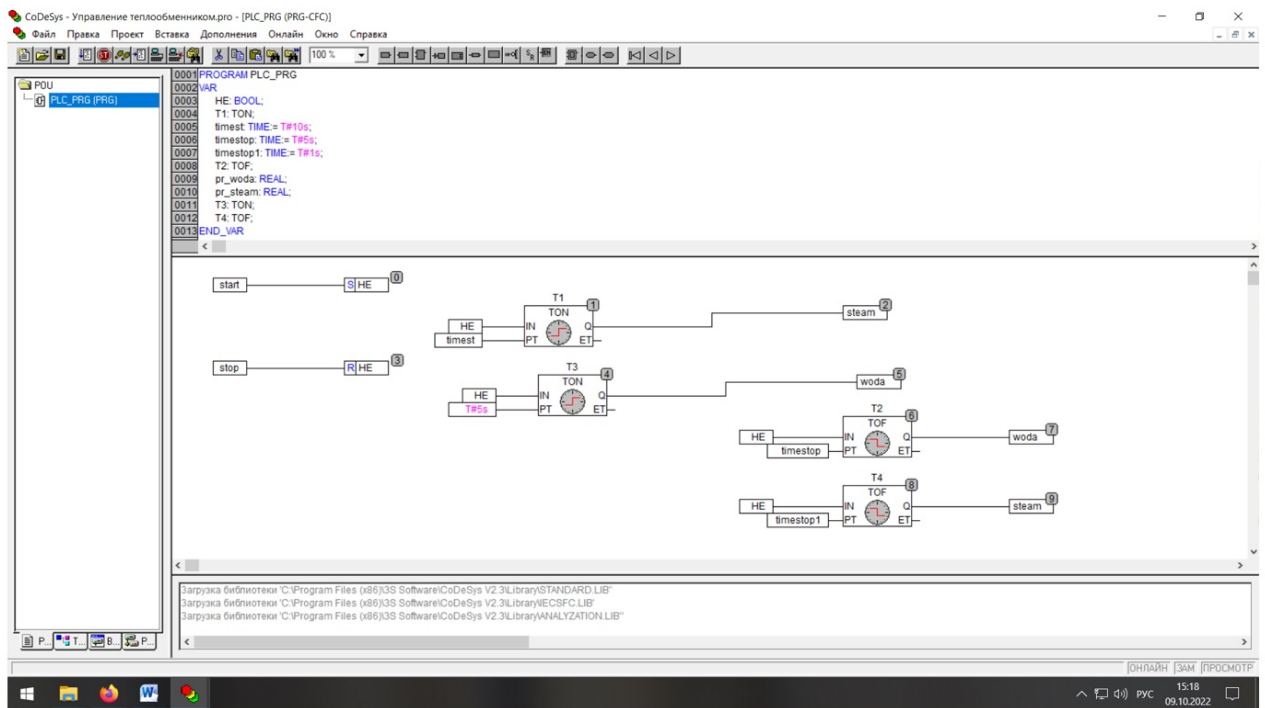 CoDeSys - Управление теплообменником.pro - [PLC_PRG (PRG-CFC)]
Файл Правка Проект Вставка Дополнения Онлайн Окно Справка
100 %
POU
PLC_PRG (PRG)
0001 PROGRAM PLC_PRG
0002 VAR
0003 HE: BOOL;
0004 T1: TON;
0005 timest: TIME:= T#10s;
0006 timestop: TIME:= T#5s;
0007 timestop1: TIME:= T#1s;
0008 T2: TOF;
0009 pr_woda: REAL;
0010 pr_steam: REAL;
0011 T3: TON;
0012 T4: TOF;
0013 END_VAR
start S HE 0
T1 1
TON
steam 2
HE IN Q
timest PT ET
stop R HE 3
T3 4
TON
woda 5
HE IN Q
T#5s PT ET
T2 6
TOF
HE IN Q woda 7
timestop PT ET
T4 8
TOF
HE IN Q steam 9
timestop1 PT ET
Загрузка библиотеки 'C:\Program Files (x86)\3S Software\CoDeSys V2.3\Library\STANDARD.LIB"
Загрузка библиотеки 'C:\Program Files (x86)\3S Software\CoDeSys V2.3\Library\IECSFC.LIB'
Загрузка библиотеки 'C:\Program Files (x86)\3S Software\CoDeSys V2.3\Library\ANALYZATION.LIB"
P... T... B... P...
ОНЛАЙН ЗАМ ПРОСМОТР
РУС
15:18
09.10.2022